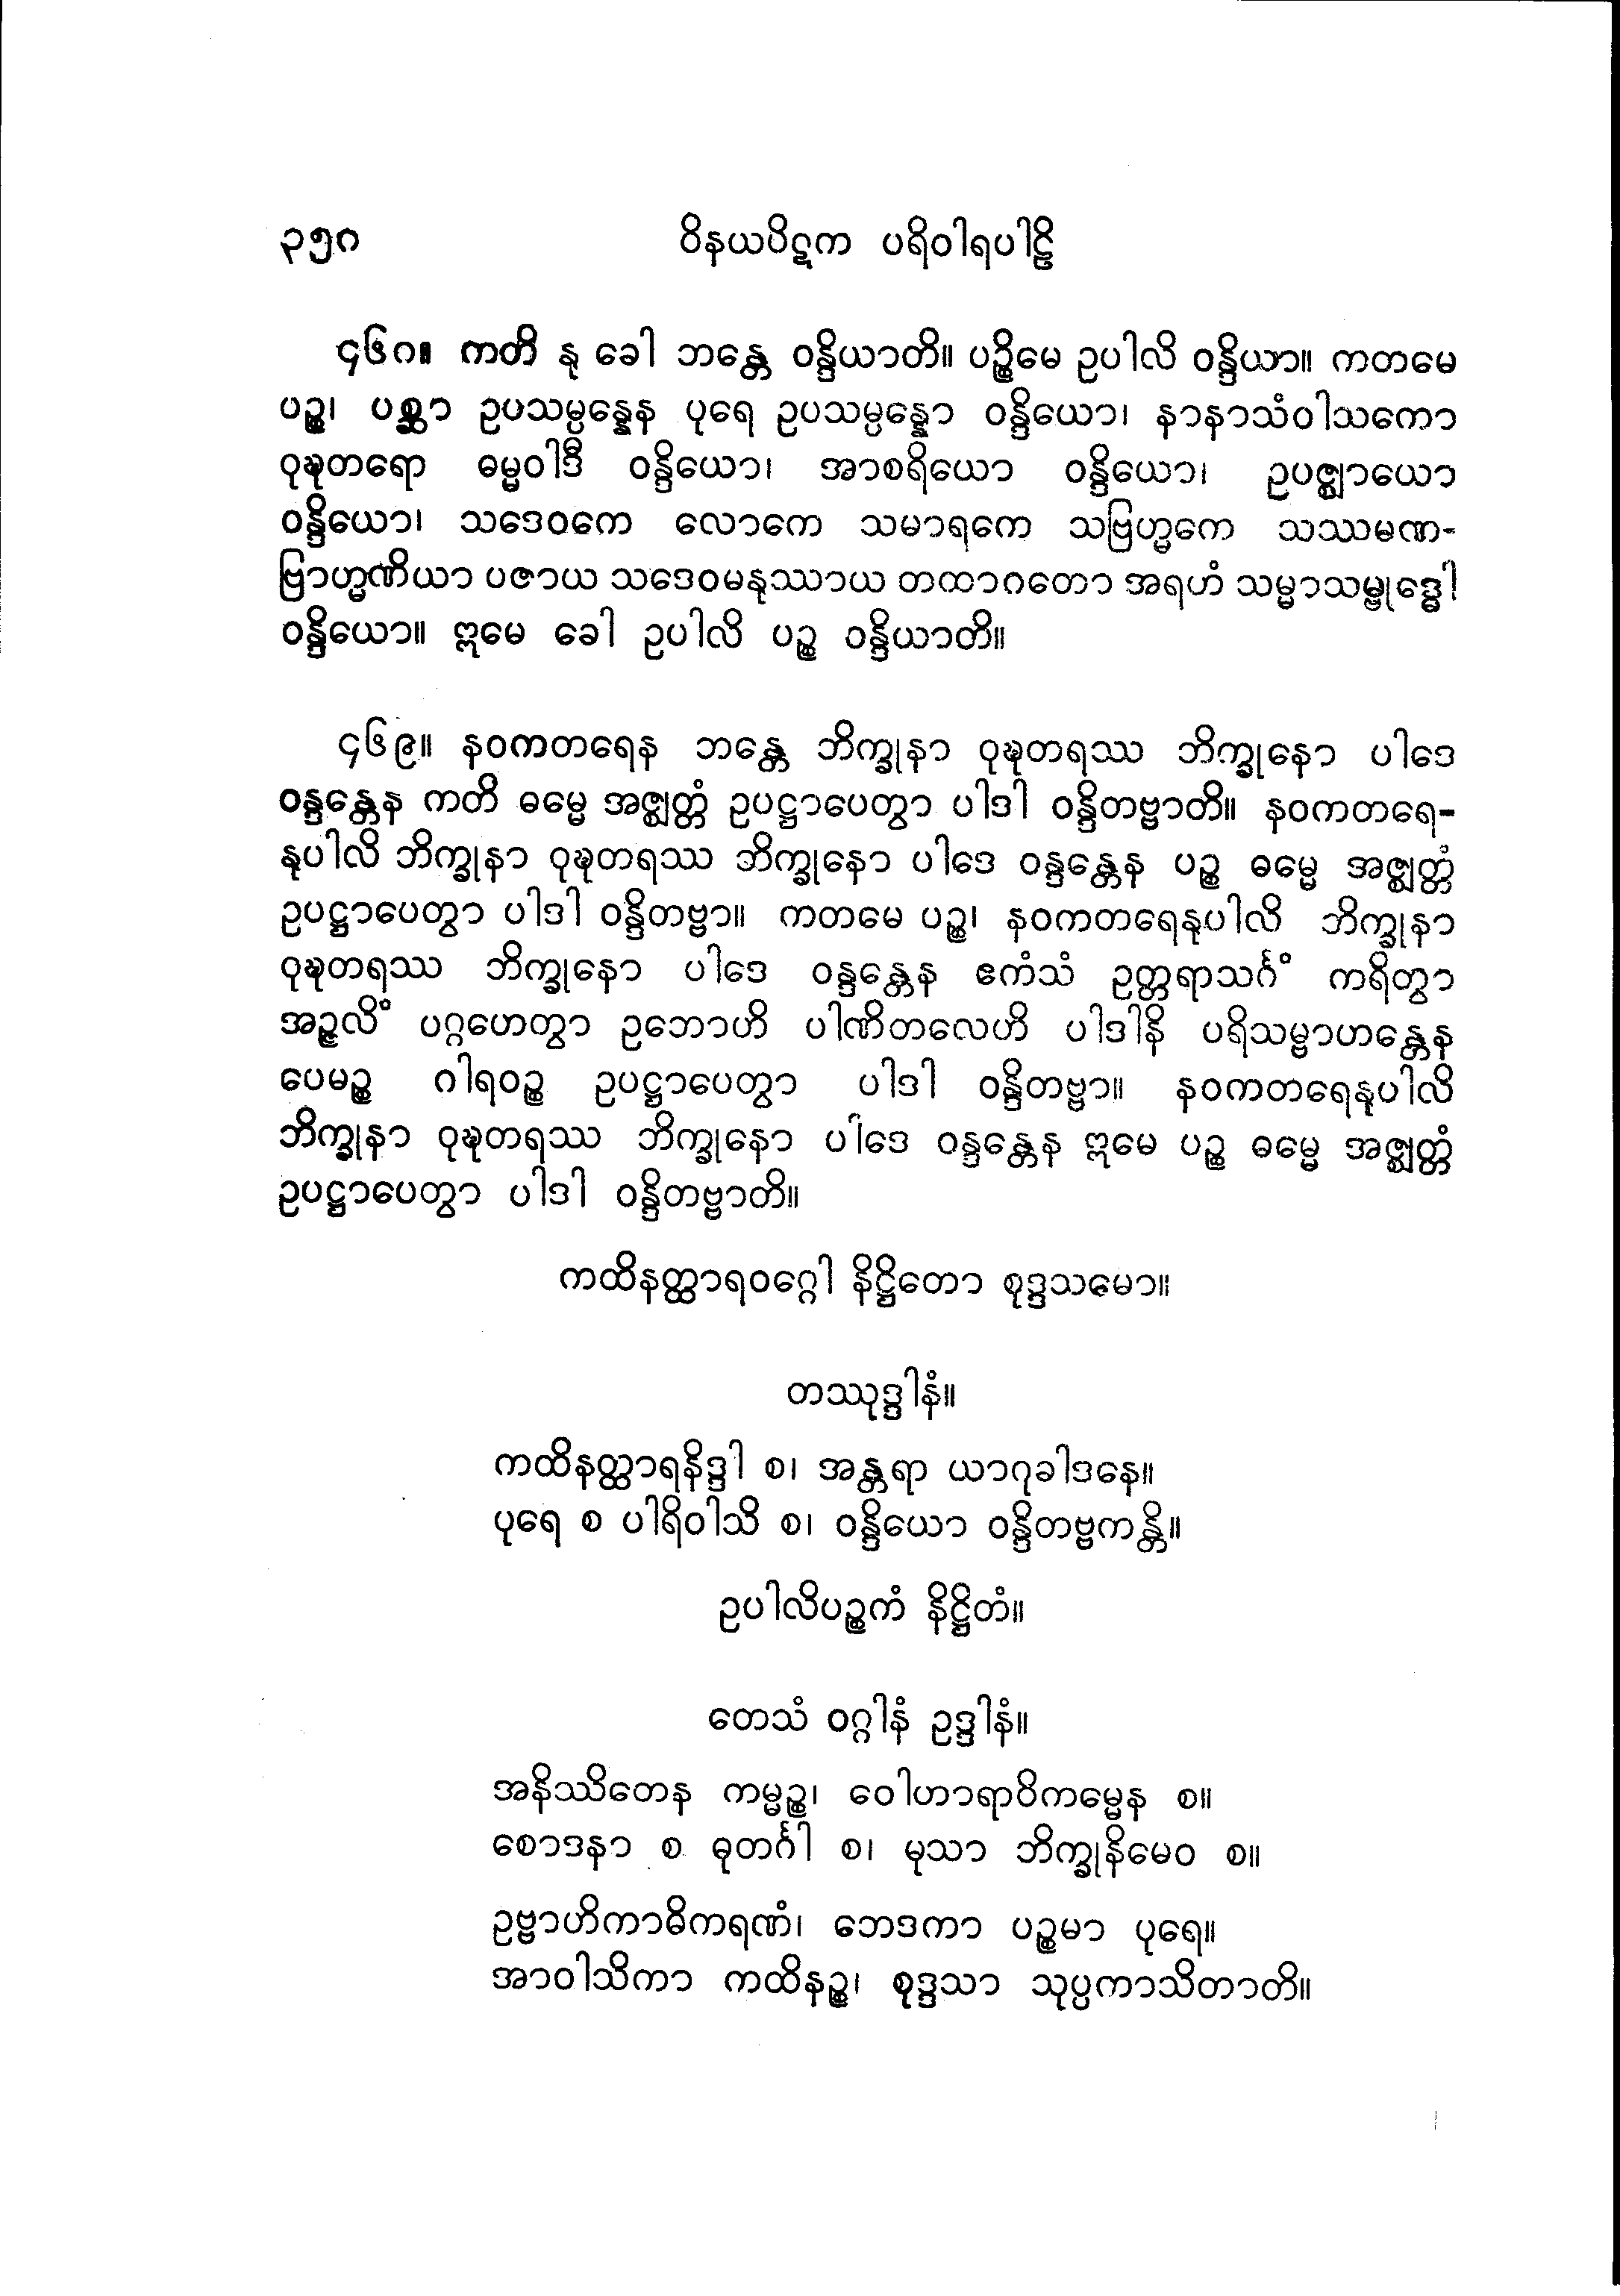 ၃၅၈ ဝိနယပိဋက ပရိဝါရပါဠိ
၄၆၈။ ကတိ နု ခေါ ဘန္တေ ဝန္ဒိယာတိ။ ပဉ္စိမေ ဥပါလိ ဝန္ဒိယာ။ ကတမေ
ပဉ္စ၊ ပစ္ဆာ ဥပသမ္ပန္နေန ပုရေ ဥပသမ္ပန္နော ဝန္ဒိယော၊ နာနာသံဝါသကော
ဝုဍ္ဎတရော ဓမ္မဝါဒီ ဝန္ဒိယော၊ အာစရိယော ဝန္ဒိယော၊ ဥပဇ္ဈာယော
ဝန္ဒိယော၊ သဒေဝကေ လောကေ သမာရကေ သဗြဟ္မကေ သဿမဏ-
ဗြာဟ္မဏိယာ ပဇာယ သဒေဝမနုဿာယ တထာဂတော အရဟံ သမ္မာသမ္ဗုဒ္ဓေါ
ဝန္ဒိယော။ ဣမေ ခေါ ဥပါလိ ပဉ္စ ဝန္ဒိယာတိ။
၄၆၉။ နဝကတရေန ဘန္တေ ဘိက္ခုနာ ဝုဍ္ဎတရဿ ဘိက္ခုနော ပါဒေ
ဝန္ဒန္တေန ကတိ ဓမ္မေ အဇ္ဈတ္တံ ဥပဋ္ဌာပေတွာ ပါဒါ ဝန္ဒိတဗ္ဗာတိ။ နဝကတရေ-
နုပါလိ ဘိက္ခုနာ ဝုဍ္ဎတရဿ ဘိက္ခုနော ပါဒေ ဝန္ဒန္တေန ပဉ္စ ဓမ္မေ အဇ္ဈတ္တံ
ဥပဋ္ဌာပေတွာ ပါဒါ ဝန္ဒိတဗ္ဗာ။ ကတမေ ပဉ္စ၊ နဝကတရေနုပါလိ ဘိက္ခုနာ
ဝုဍ္ဎတရဿ ဘိက္ခုနော ပါဒေ ဝန္ဒန္တေန ဧကံသံ ဥတ္တရာသင်္ဂံ ကရိတွာ
အဉ္ဇလိံ ပဂ္ဂဟေတွာ ဥဘောဟိ ပါဏိတလေဟိ ပါဒါနိ ပရိသမ္ဗာဟန္တေန
ပေမဉ္စ ဂါရဝဉ္စ ဥပဋ္ဌာပေတွာ ပါဒါ ဝန္ဒိတဗ္ဗာ။ နဝကတရေနုပါလိ
ဘိက္ခုနာ ဝုဍ္ဎတရဿ ဘိက္ခုနော ပါဒေ ဝန္ဒန္တေန ဣမေ ပဉ္စ ဓမ္မေ အဇ္ဈတ္တံ
ဥပဋ္ဌာပေတွာ ပါဒါ ဝန္ဒိတဗ္ဗာတိ။
ကထိနတ္ထာရဝဂ္ဂေါ နိဋ္ဌိတော စုဒ္ဒသမော။
တဿုဒ္ဒါနံ။
ကထိနတ္ထာရနိဒ္ဒါ စ၊ အန္တရာ ယာဂုခါဒနေ။
ပုရေ စ ပါရိဝါသိ စ၊ ဝန္ဒိယော ဝန္ဒိတဗ္ဗကန္တိ။
ဥပါလိပဉ္စကံ နိဋ္ဌိတံ။
တေသံ ဝဂ္ဂါနံ ဥဒ္ဒါနံ။
အနိဿိတေန ကမ္မဉ္စ၊ ဝေါဟာရာဝိကမ္မေန စ။
စောဒနာ စ ဓုတင်္ဂါ စ၊ မုသာ ဘိက္ခုနိမေဝ စ။
ဥဗ္ဗာဟိကာဓိကရဏံ၊ ဘေဒကာ ပဉ္စမာ ပုရေ။
အာဝါသိကာ ကထိနဉ္စ၊ စုဒ္ဒသာ သုပ္ပကာသိတာတိ။